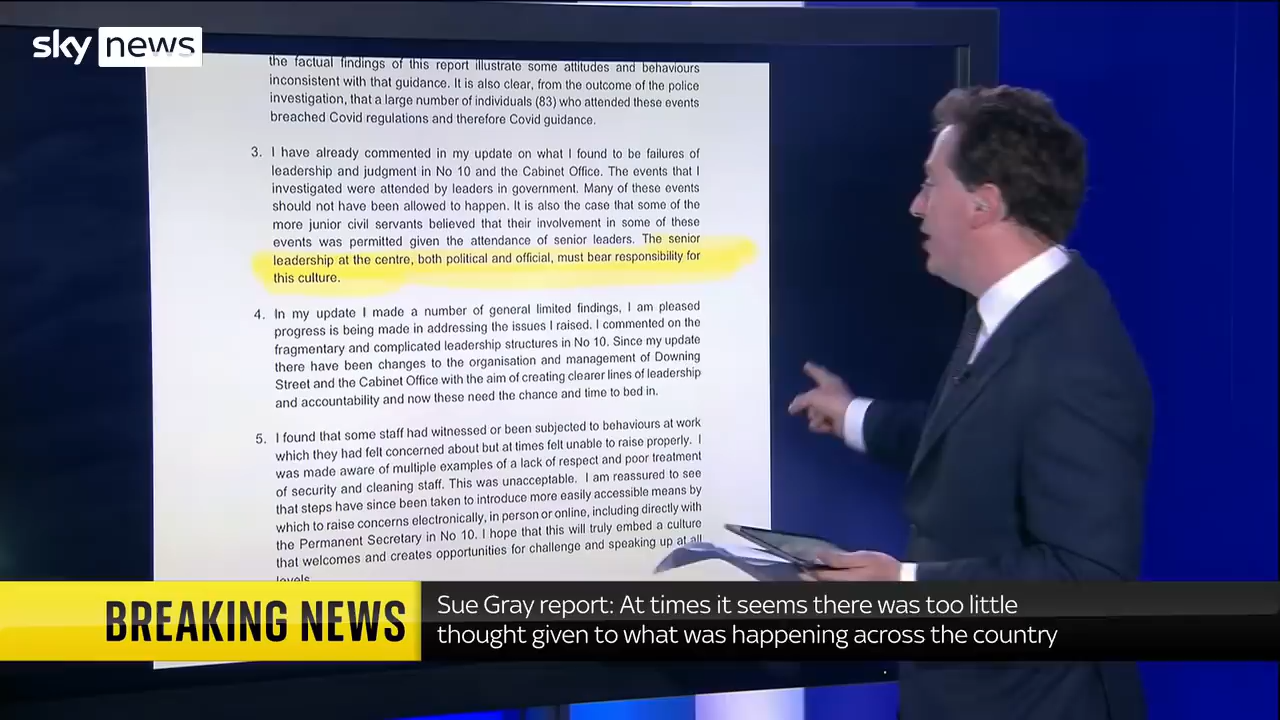 sky news
the factual findings of this report illustrate some attitudes and behaviours
inconsistent with that guidance. It is also clear, from the outcome of the police
investigation, that a large number of individuals (83) who attended these events
breached Covid regulations and therefore Covid guidance.
3. I have already commented in my update on what I found to be failures of
leadership and judgment in No 10 and the Cabinet Office. The events that I
investigated were attended by leaders in government. Many of these events
should not have been allowed to happen. It is also the case that some of the
more junior civil servants believed that their involvement in some of these
events was permitted given the attendance of senior leaders. The senior
leadership at the centre, both political and official, must bear responsibility for
this culture.
4. In my update I made a number of general limited findings, I am pleased
progress is being made in addressing the issues I raised. I commented on the
fragmentary and complicated leadership structures in No 10. Since my update
there have been changes to the organisation and management of Downing
Street and the Cabinet Office with the aim of creating clearer lines of leadership
and accountability and now these need the chance and time to bed in.
5. I found that some staff had witnessed or been subjected to behaviours at work
which they had felt concerned about but at times felt unable to raise properly. I
was made aware of multiple examples of a lack of respect and poor treatment
of security and cleaning staff. This was unacceptable. I am reassured to see
that steps have since been taken to introduce more easily accessible means by
which to raise concerns electronically, in person or online, including directly with
the Permanent Secretary in No 10. I hope that this will truly embed a culture
that welcomes and creates opportunities for challenge and speaking up at all
levels
BREAKING NEWS
Sue Gray report: At times it seems there was too little
thought given to what was happening across the country